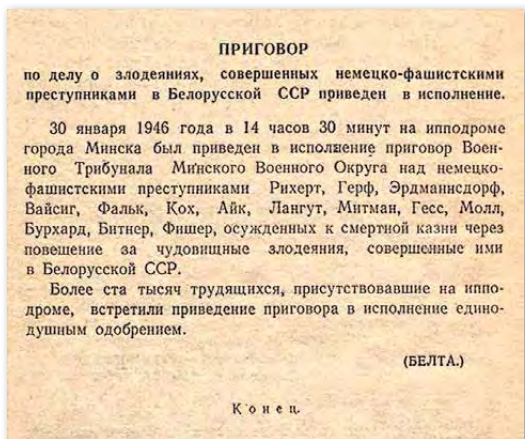 ПРИГОВОР
по делу о злодеяниях, совершенных немецко-фашистскими
преступниками в Белорусской ССР приведен в исполнение.
30 января 1946 года в 14 часов 30 минут на ипподроме
города Минска был приведен в исполнение приговор Воен-
ного Трибунала Минского Военного Округа над немецко-
фашистскими преступниками Рихерт, Герф, Эрдманнсдорф,
Вайсиг, Фальк, Кох, Айк, Лангут, Митман, Гесс, Молл,
Бурхард, Битнер, Фишер, осужденных к смертной казни через
повешение за чудовищные злодеяния, совершенные ими
в Белорусской ССР.
Более ста тысяч трудящихся, присутствовавшие на иппо-
дроме, встретили приведение приговора в исполнение едино-
душным одобрением.
(БЕЛТА.)
Конец.